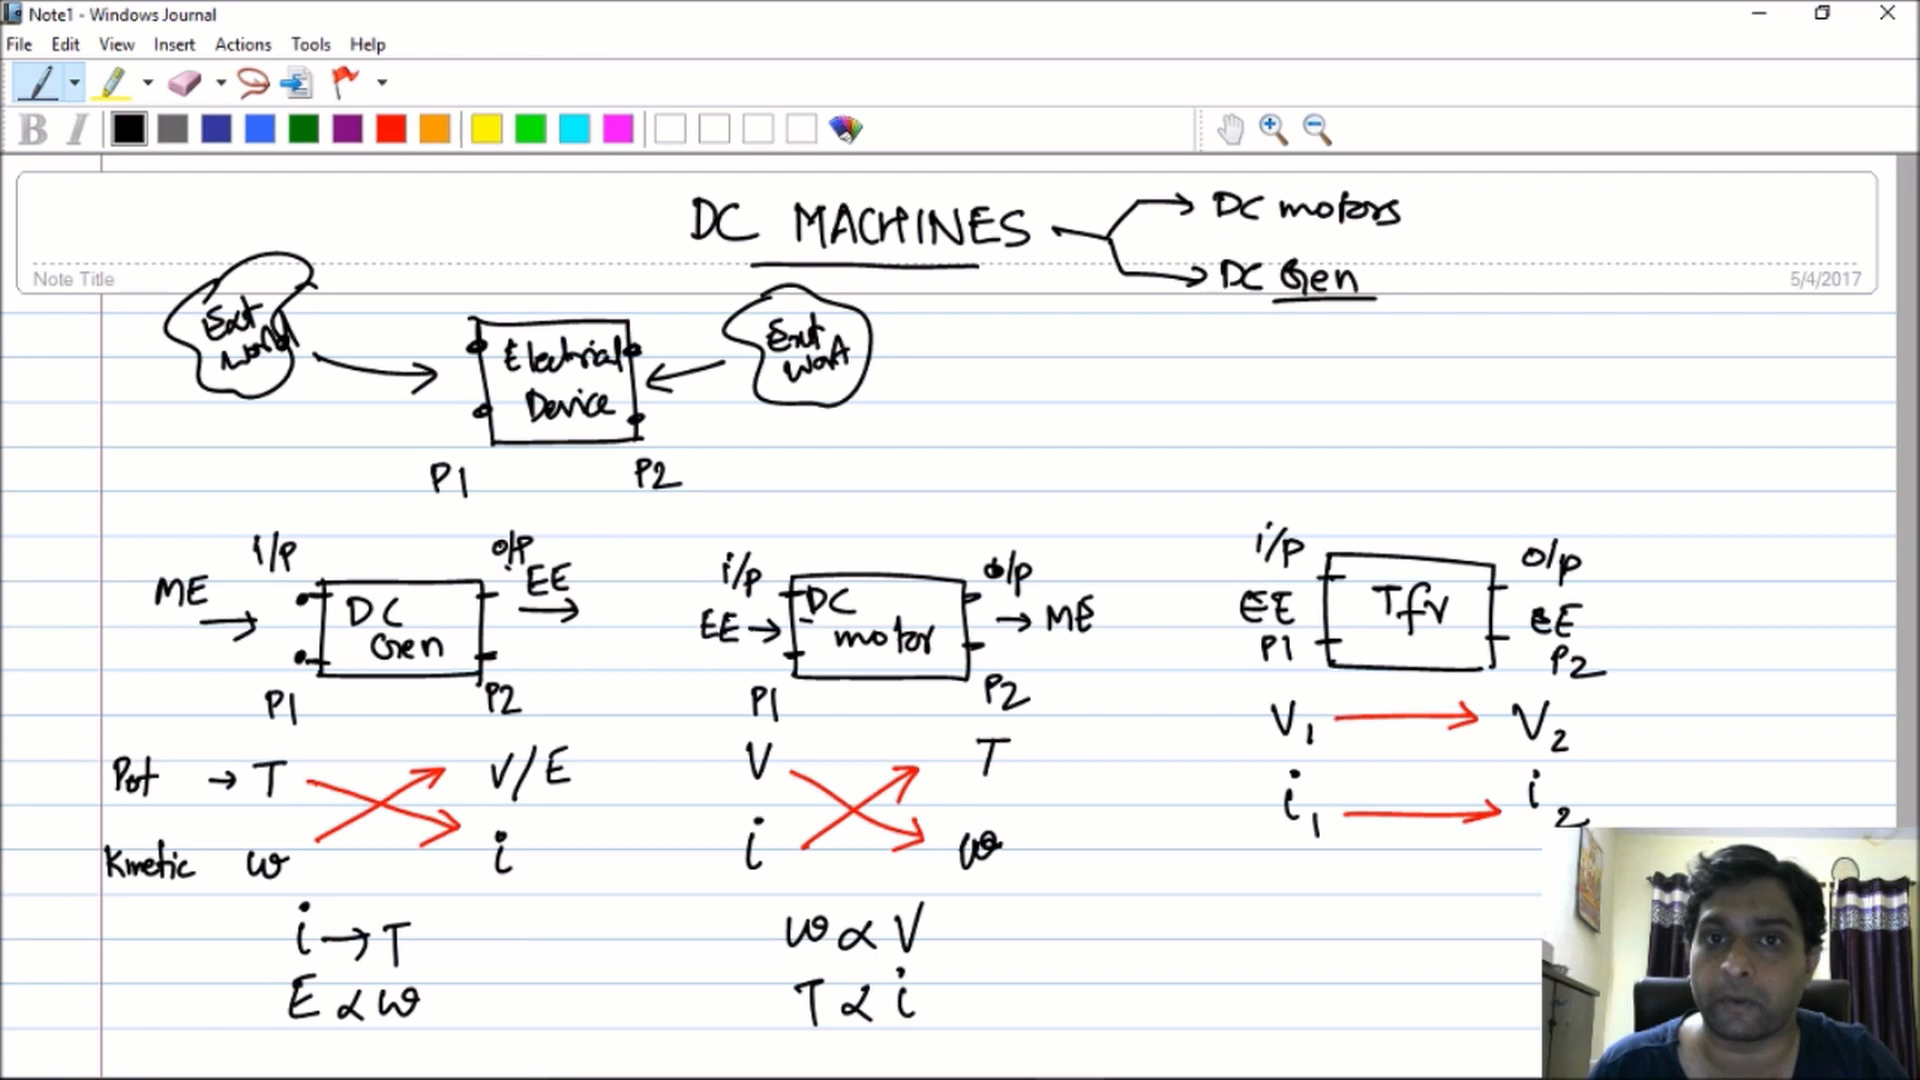 Note1 - Windows Journal
File Edit View Insert Actions Tools Help
B I
DC MACHINES
DC motors
DC Gen
Note Title
5/4/2017
Ext world
Electrial Device
Ext
P1 P2
ME
i/p
DC Gen
o/p
EE
P1 P2
i/p
EE
DC motor
o/p
ME
P1 P2
i/p
EE
P1
Tfr
o/p
EE
P2
Pot → T V/E
Kinetic ω i
i → T
E ∝ ω
V T
i ω
ω ∝ V
T ∝ i
V1 → V2
i1 → i2